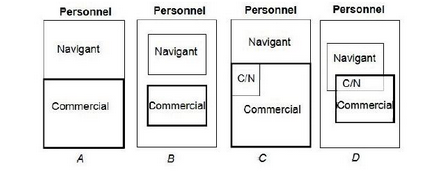 Personnel Personnel Personnel Personnel
Navigant Navigant Navigant Navigant
C/N C/N
Commercial Commercial Commercial Commercial
A B C D